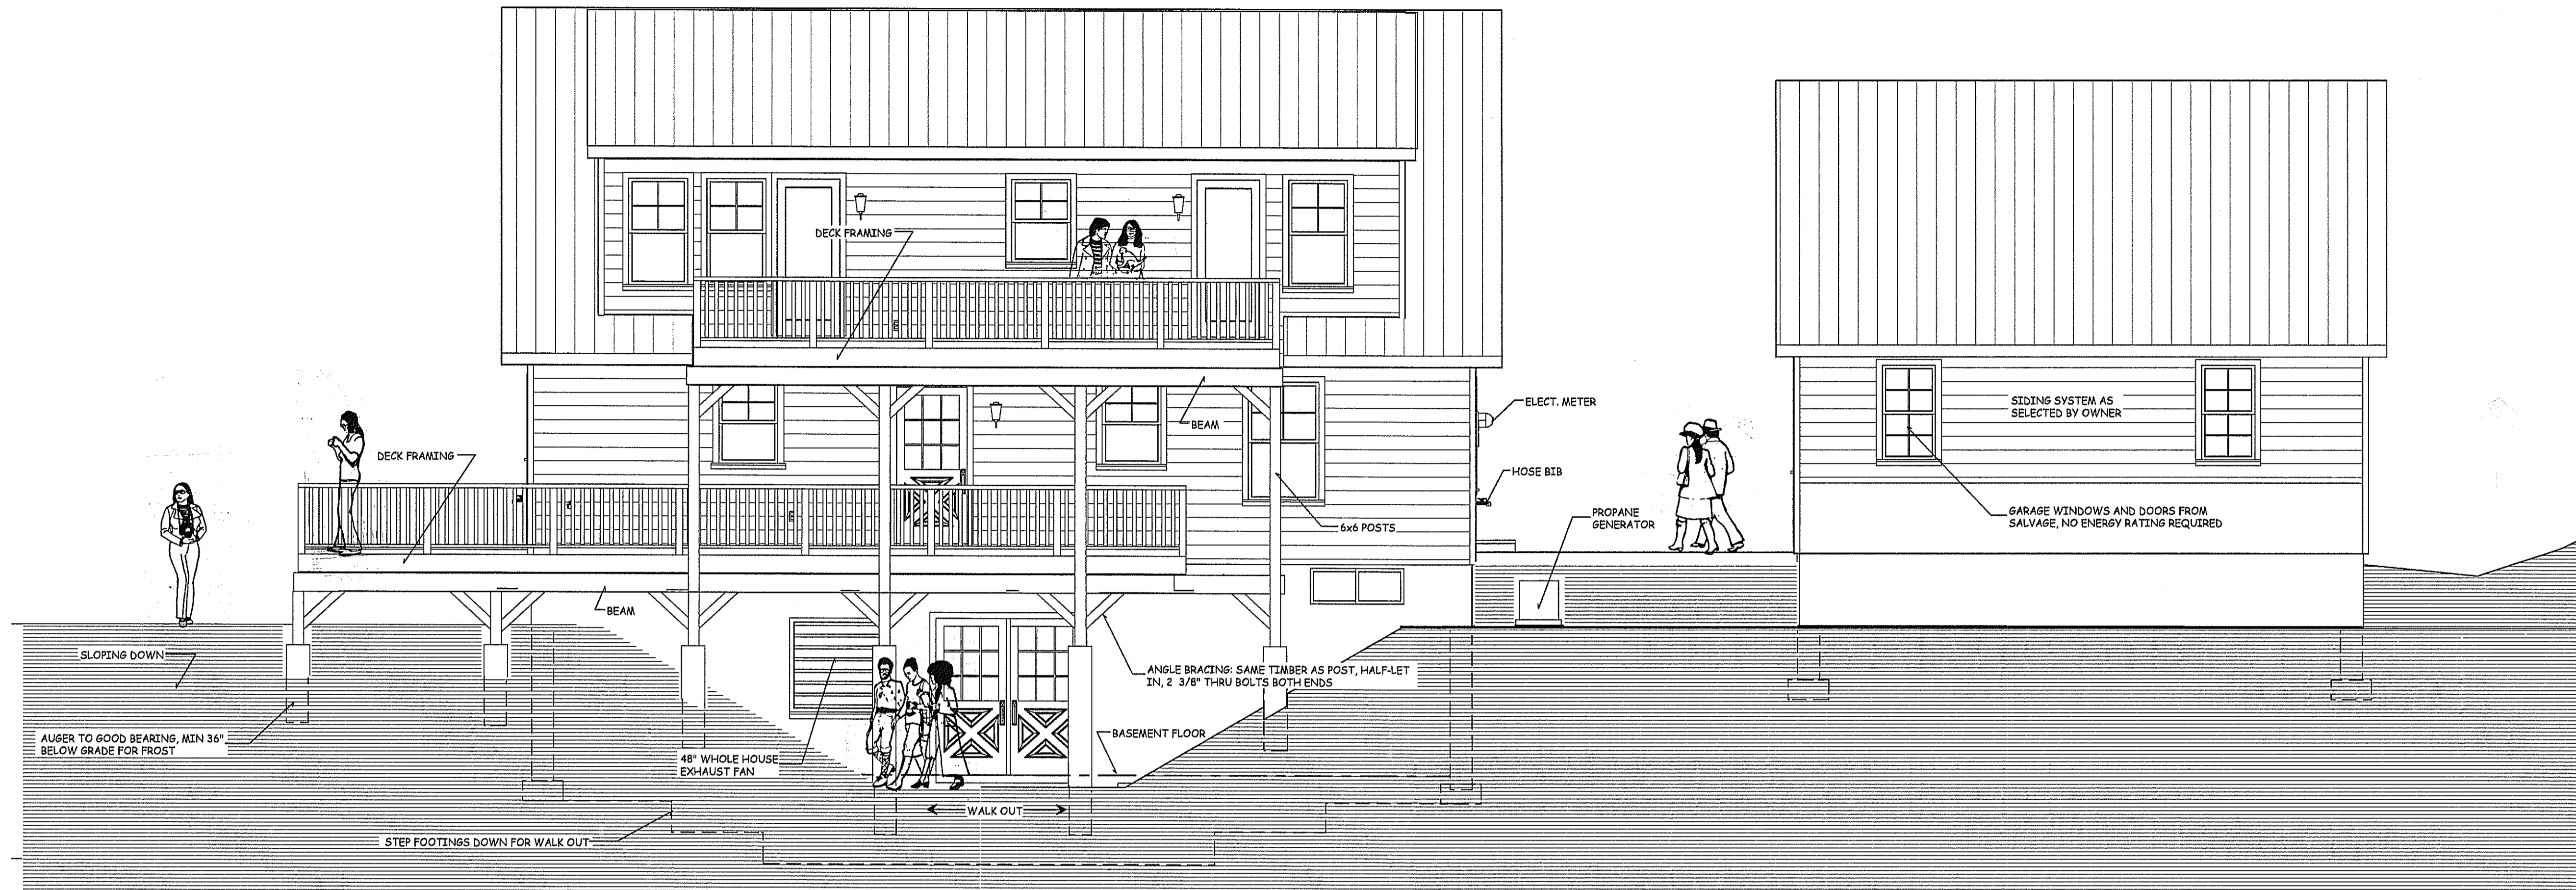 DECK FRAMING
ELECT. METER
BEAM
SIDING SYSTEM AS
SELECTED BY OWNER
DECK FRAMING
HOSE BIB
6x6 POSTS
PROPANE
GENERATOR
GARAGE WINDOWS AND DOORS FROM
SALVAGE, NO ENERGY RATING REQUIRED
BEAM
SLOPING DOWN
ANGLE BRACING: SAME TIMBER AS POST, HALF-LET
IN, 2 3/8" THRU BOLTS BOTH ENDS
AUGER TO GOOD BEARING, MIN 36"
BELOW GRADE FOR FROST
BASEMENT FLOOR
48" WHOLE HOUSE
EXHAUST FAN
WALK OUT
STEP FOOTINGS DOWN FOR WALK OUT